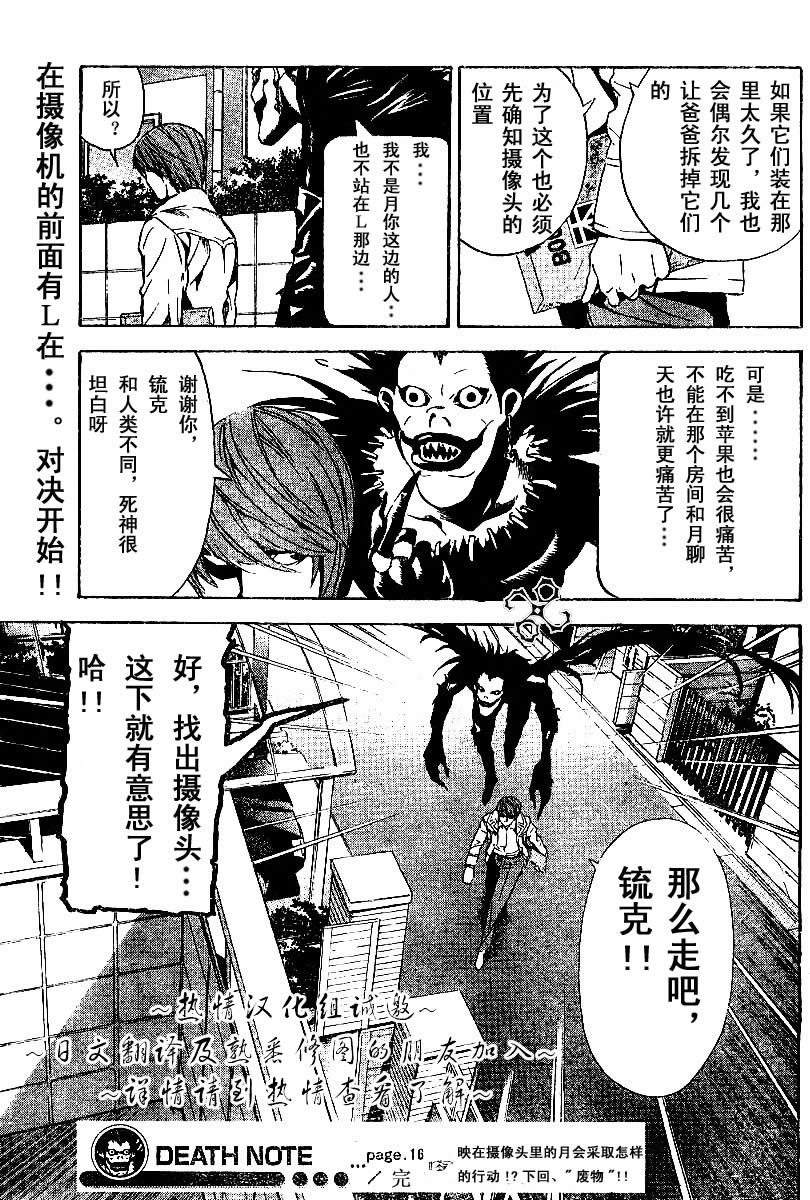 如果它们装在那
里太久了，我也
会偶尔发现几个
让爸爸拆掉它们
的
为了这个也必须
先确知摄像头的
位置
BOB
我…
我不是月你这边的人…
也不站在L那边…
所以？
在摄像机的前面有L在…。对决开始!!
可是……
吃不到苹果也会很痛苦，
不能在那个房间和月聊
天也许就更痛苦了…
谢谢你，
锍克
和人类不同，死神很
坦白呀
那么走吧，
锍克!!
好，找出摄像头…
这下就有意思了！
哈!!
~热情汉化组诚邀~
~日文翻译及熟悉修图的朋友加入~
~详情请到热情查看了解~
DEATH NOTE
...page.16
／完
映在摄像头里的月会采取怎样
的行动!?下回、"废物"!!